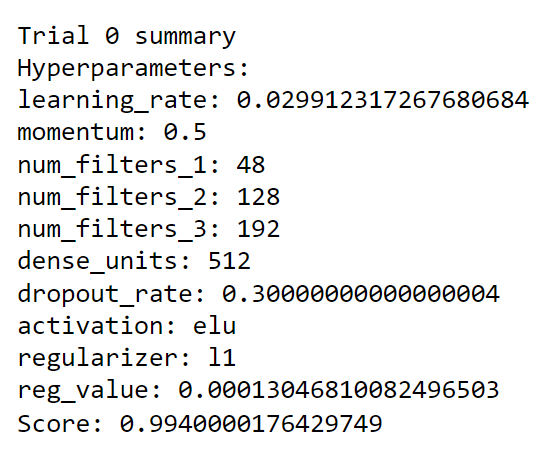 Trial 0 summary
Hyperparameters:
learning_rate: 0.029912317267680684
momentum: 0.5
num_filters_1: 48
num_filters_2: 128
num_filters_3: 192
dense_units: 512
dropout_rate: 0.30000000000000004
activation: elu
regularizer: l1
reg_value: 0.00013046810082496503
Score: 0.9940000176429749